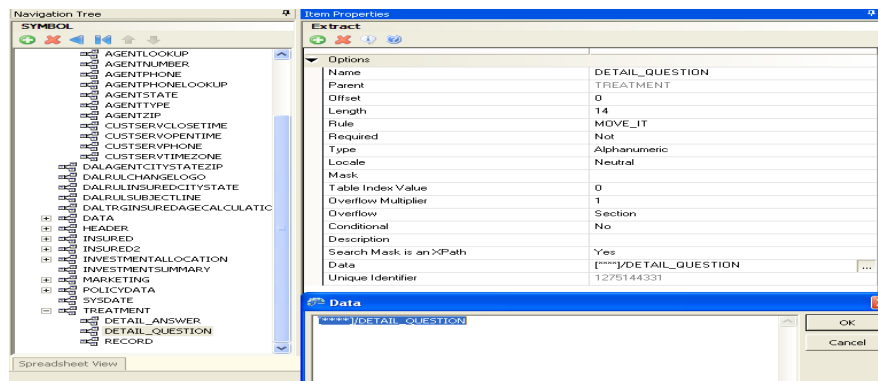 Navigation Tree
SYMBOL
AGENTLOOKUP
AGENTNUMBER
AGENTPHONE
AGENTPHONELOOKUP
AGENTSTATE
AGENTTYPE
AGENTZIP
CUSTSERVCLOSETIME
CUSTSERVOPENTIME
CUSTSERVPHONE
CUSTSERVTIMEZONE
DALAGENTCITYSTATEZIP
DALRULCHANGELOGO
DALRULINSUREDCITYSTATE
DALRULSUBJECTLINE
DALTRGINSUREDAGECALCULATIC
DATA
HEADER
INSURED
INSURED2
INVESTMENTALLOCATION
INVESTMENTSUMMARY
MARKETING
POLICYDATA
SYSDATE
TREATMENT
DETAIL_ANSWER
DETAIL_QUESTION
RECORD
Spreadsheet View
Item Properties
Extract
Options
Name DETAIL_QUESTION
Parent TREATMENT
Offset 0
Length 14
Rule MOVE_IT
Required Not
Type Alphanumeric
Locale Neutral
Mask
Table Index Value 0
Overflow Multiplier 1
Overflow Section
Conditional No
Description
Search Mask is an XPath Yes
Data [****]/DETAIL_QUESTION ...
Unique Identifier 1275144331
Data
[****]/DETAIL_QUESTION
OK
Cancel